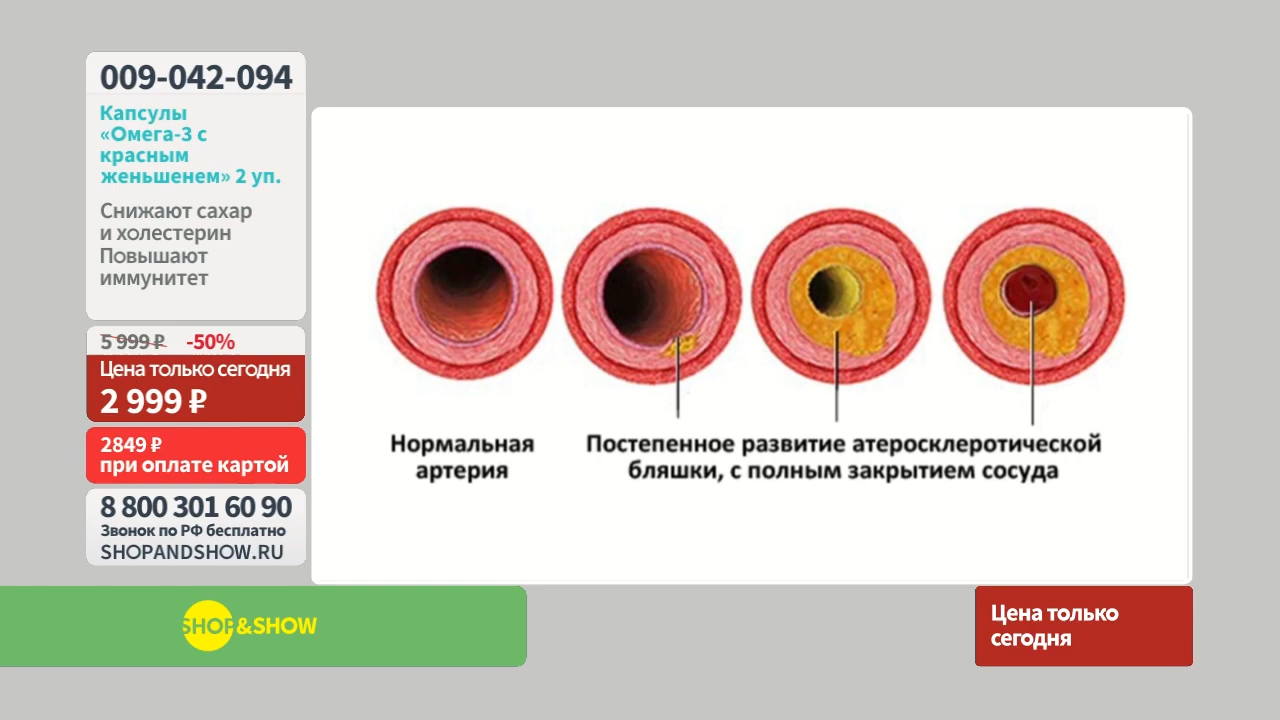 009-042-094
Капсулы
«Омега-3 с
красным
женьшенем» 2 уп.
Снижают сахар
и холестерин
Повышают
иммунитет
5 999 ₽ -50%
Цена только сегодня
2 999 ₽
2849 ₽
при оплате картой
8 800 301 60 90
Звонок по РФ бесплатно
SHOPANDSHOW.RU
Нормальная
артерия
Постепенное развитие атеросклеротической
бляшки, с полным закрытием сосуда
SHOP&SHOW
Цена только
сегодня